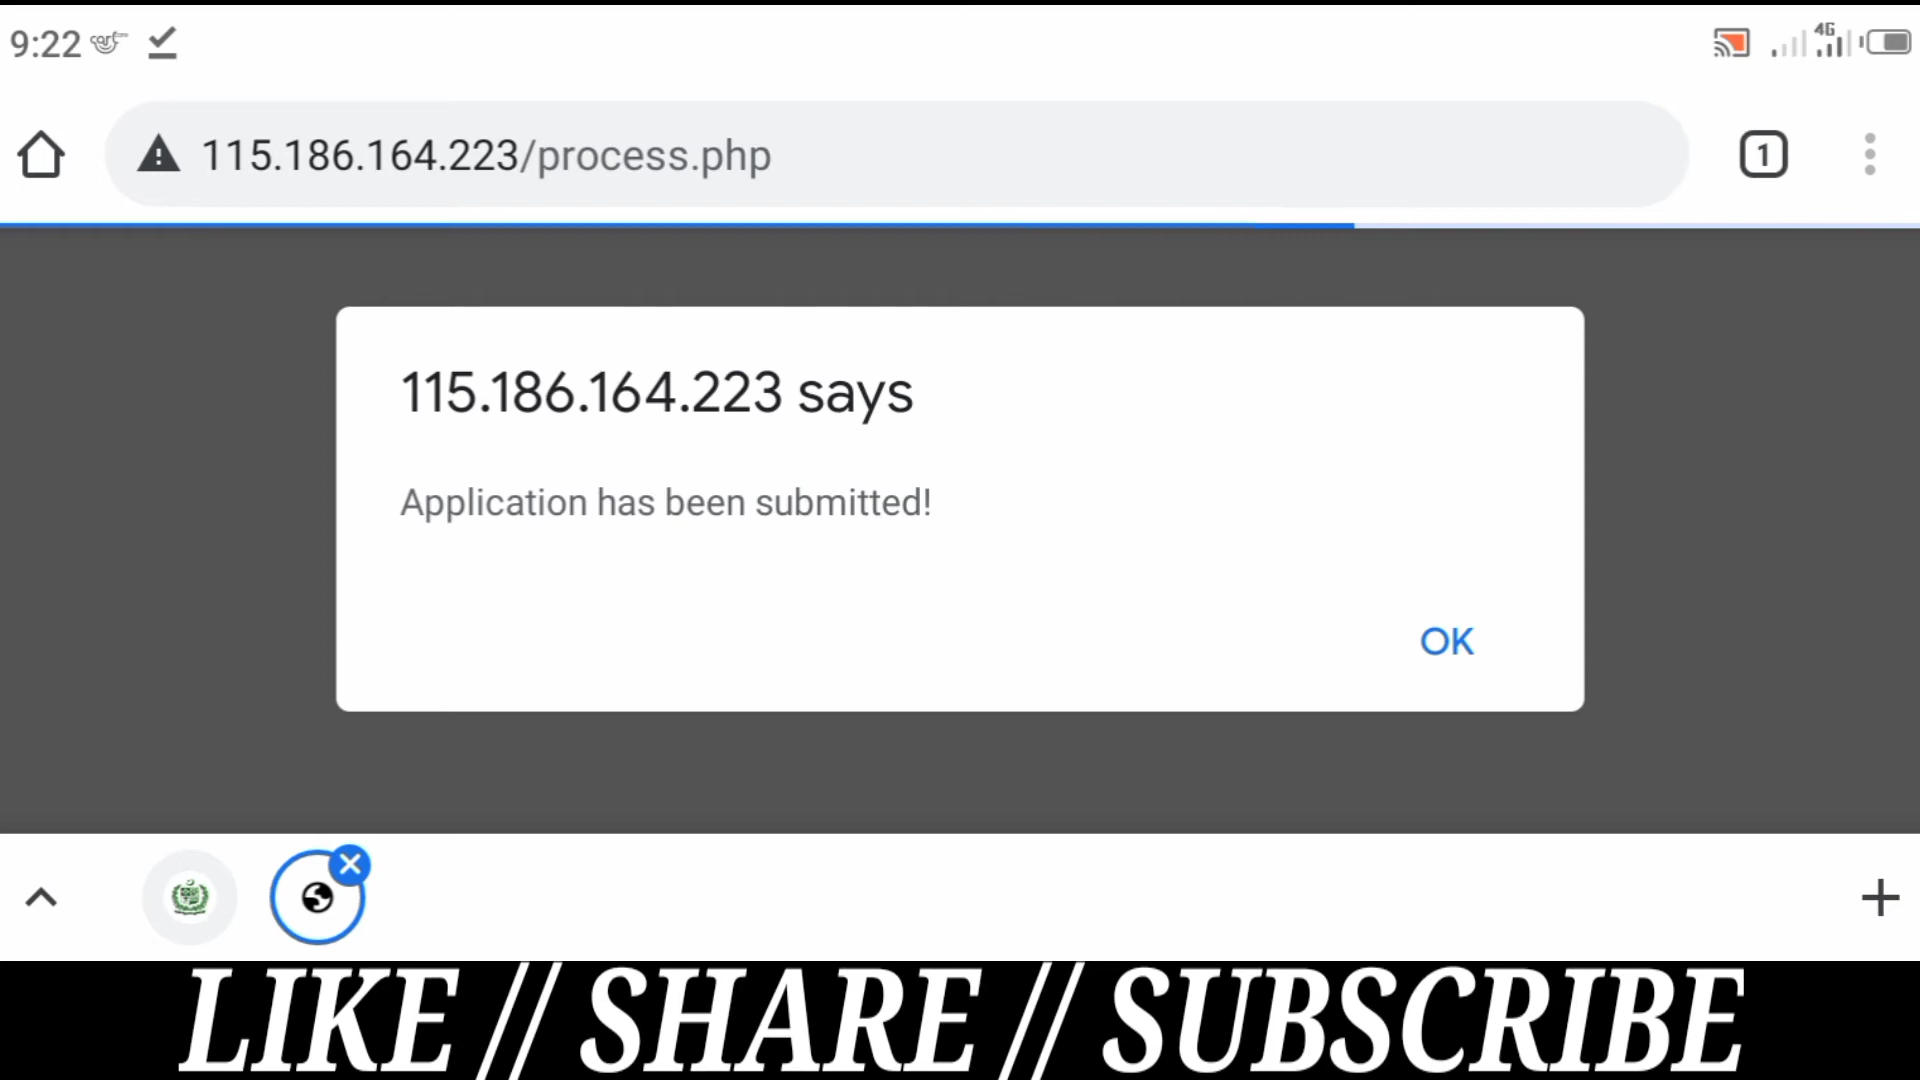 9:22
4G
115.186.164.223/process.php
1
115.186.164.223 says
Application has been submitted!
OK
LIKE // SHARE // SUBSCRIBE